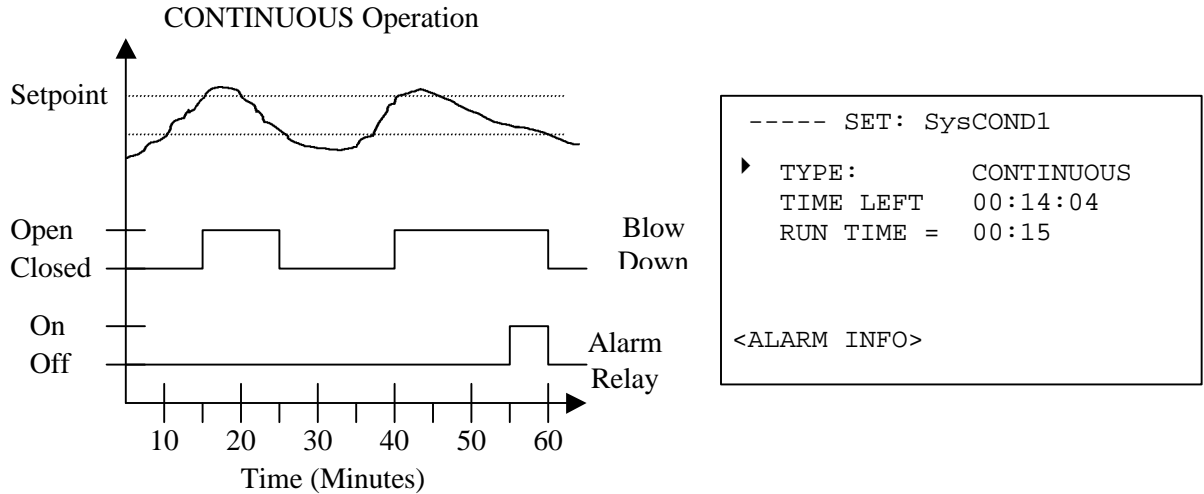 CONTINUOUS Operation
Setpoint
Open
Closed
Blow
Down
On
Off
Alarm
Relay
10 20 30 40 50 60
Time (Minutes)
----- SET: SysCOND1
TYPE: CONTINUOUS
TIME LEFT 00:14:04
RUN TIME = 00:15
<ALARM INFO>